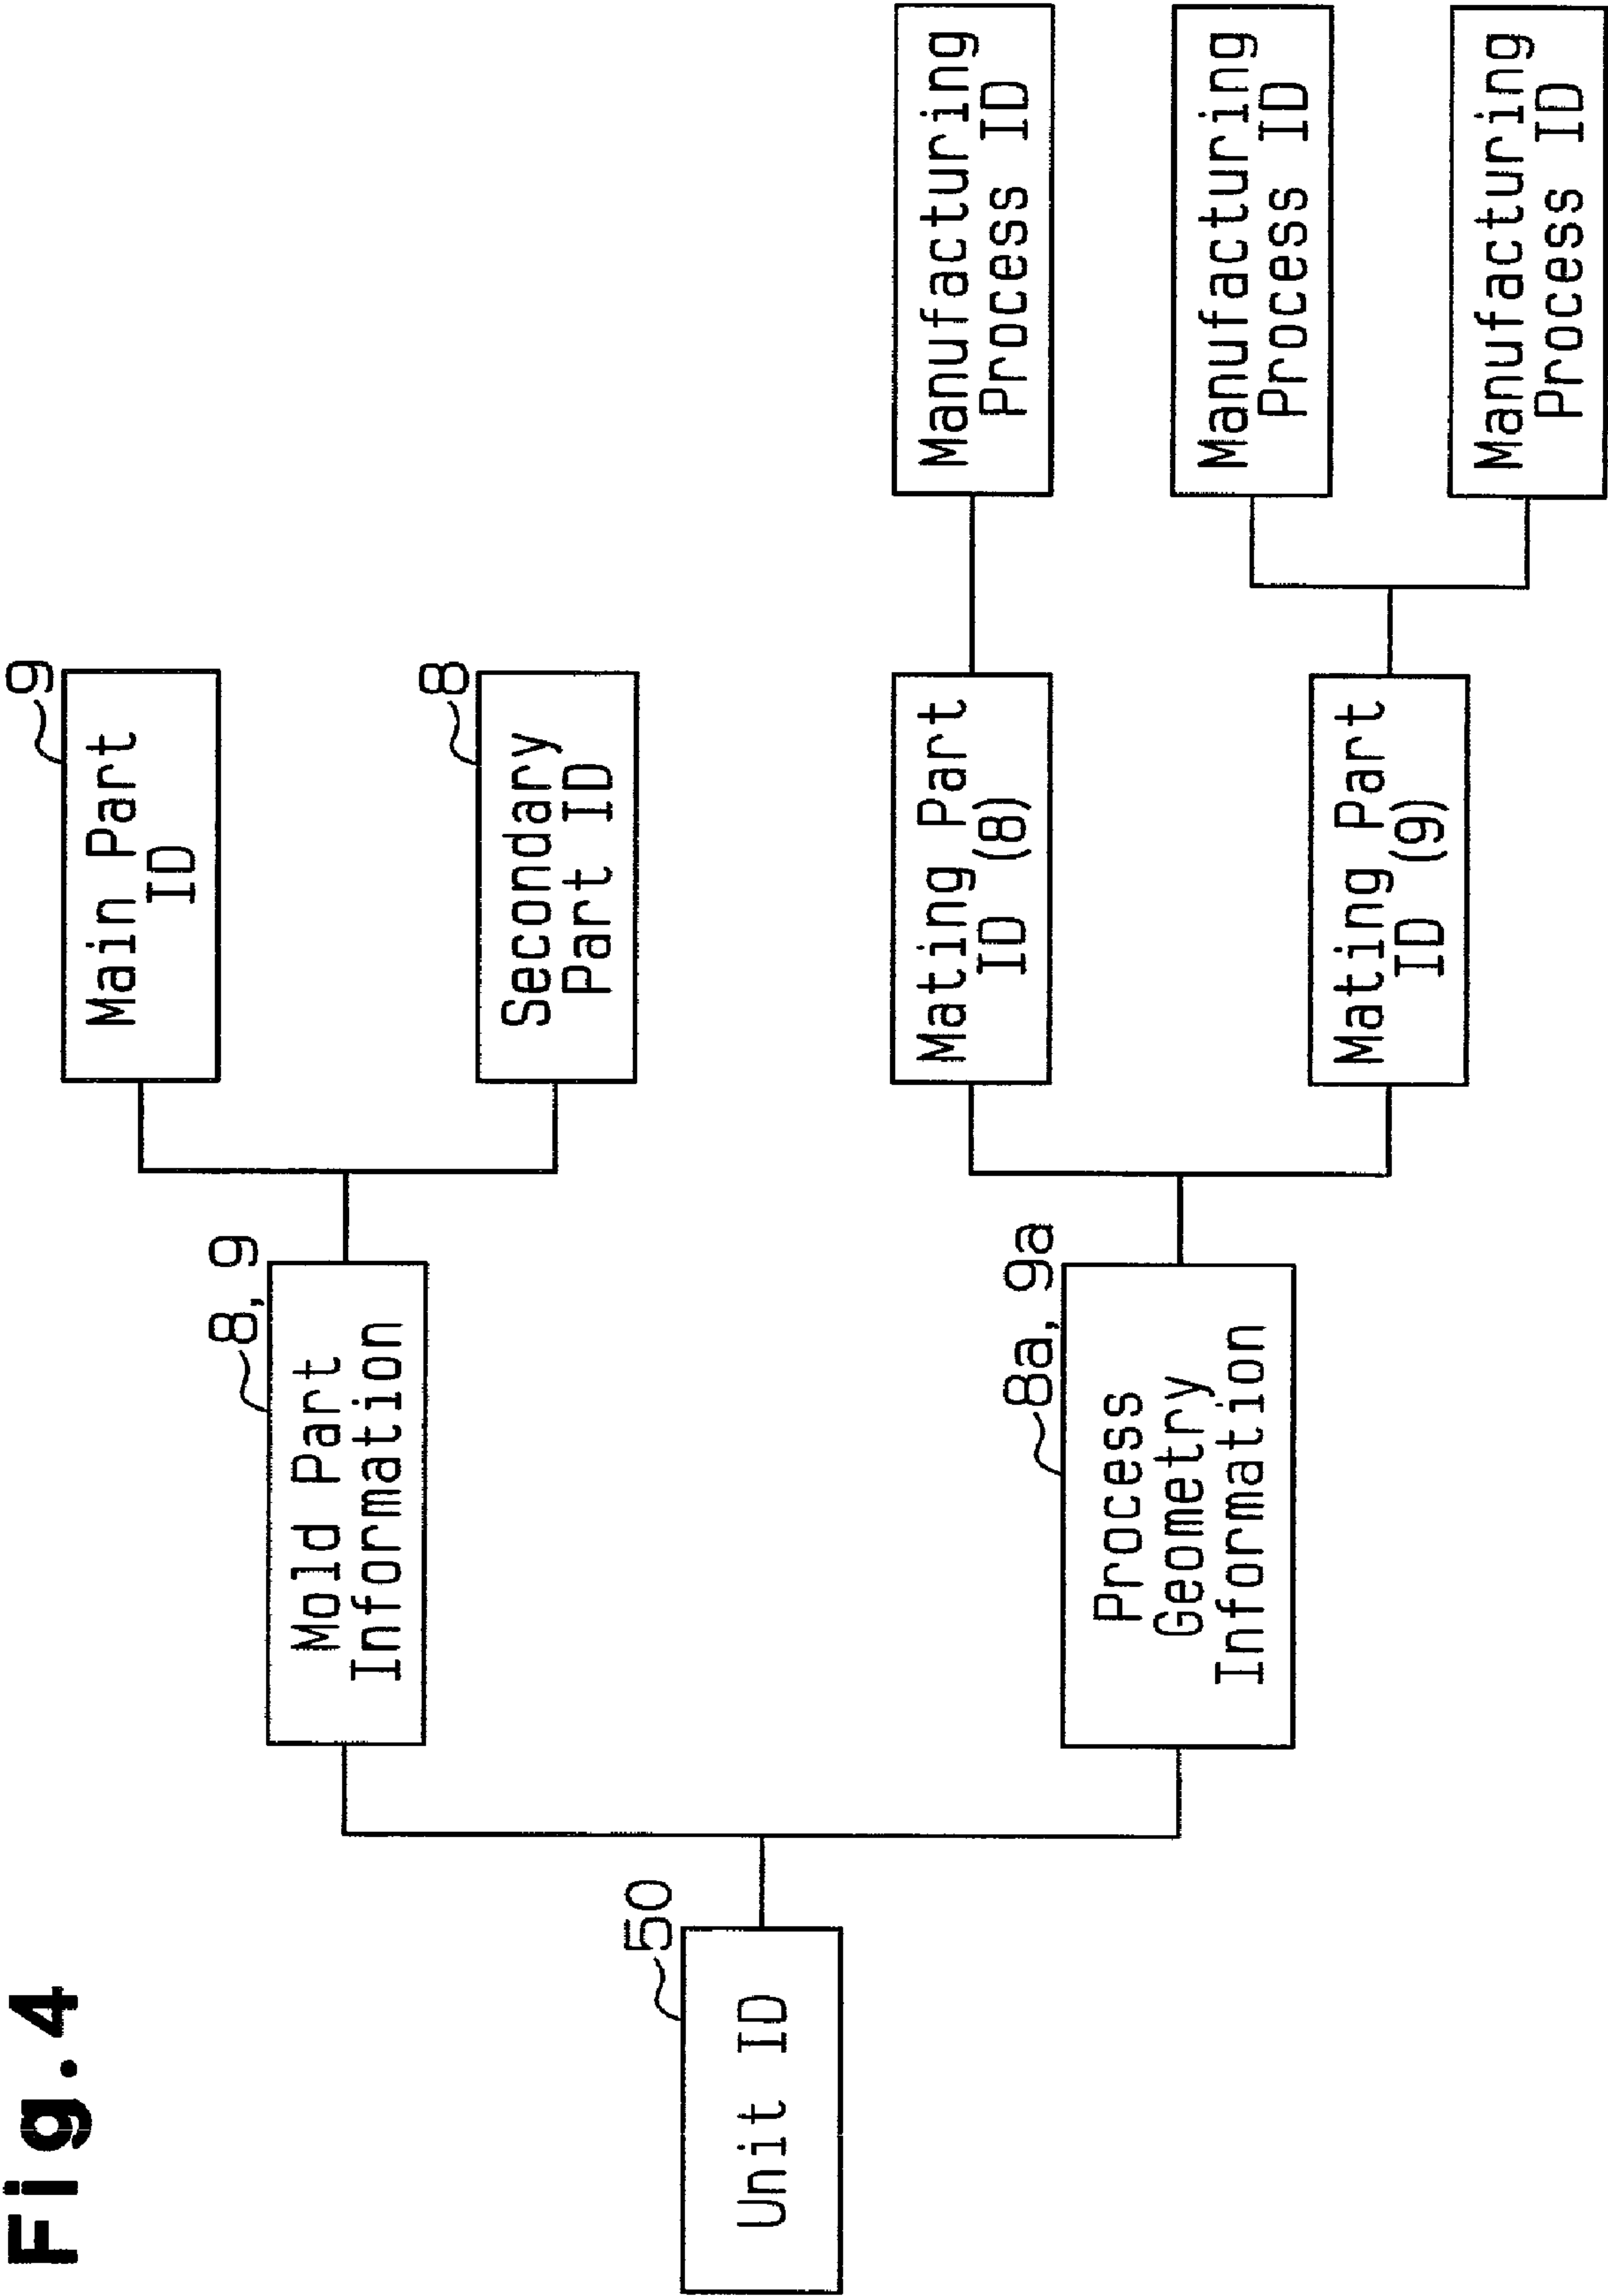 Fig.4
50
Unit ID
8, 9
Mold Part
Information
9
Main Part
ID
8
Secondary
Part ID
8a, 9a
Process
Geometry
Information
Mating Part
ID (8)
Manufacturing
Process ID
Mating Part
ID (9)
Manufacturing
Process ID
Manufacturing
Process ID